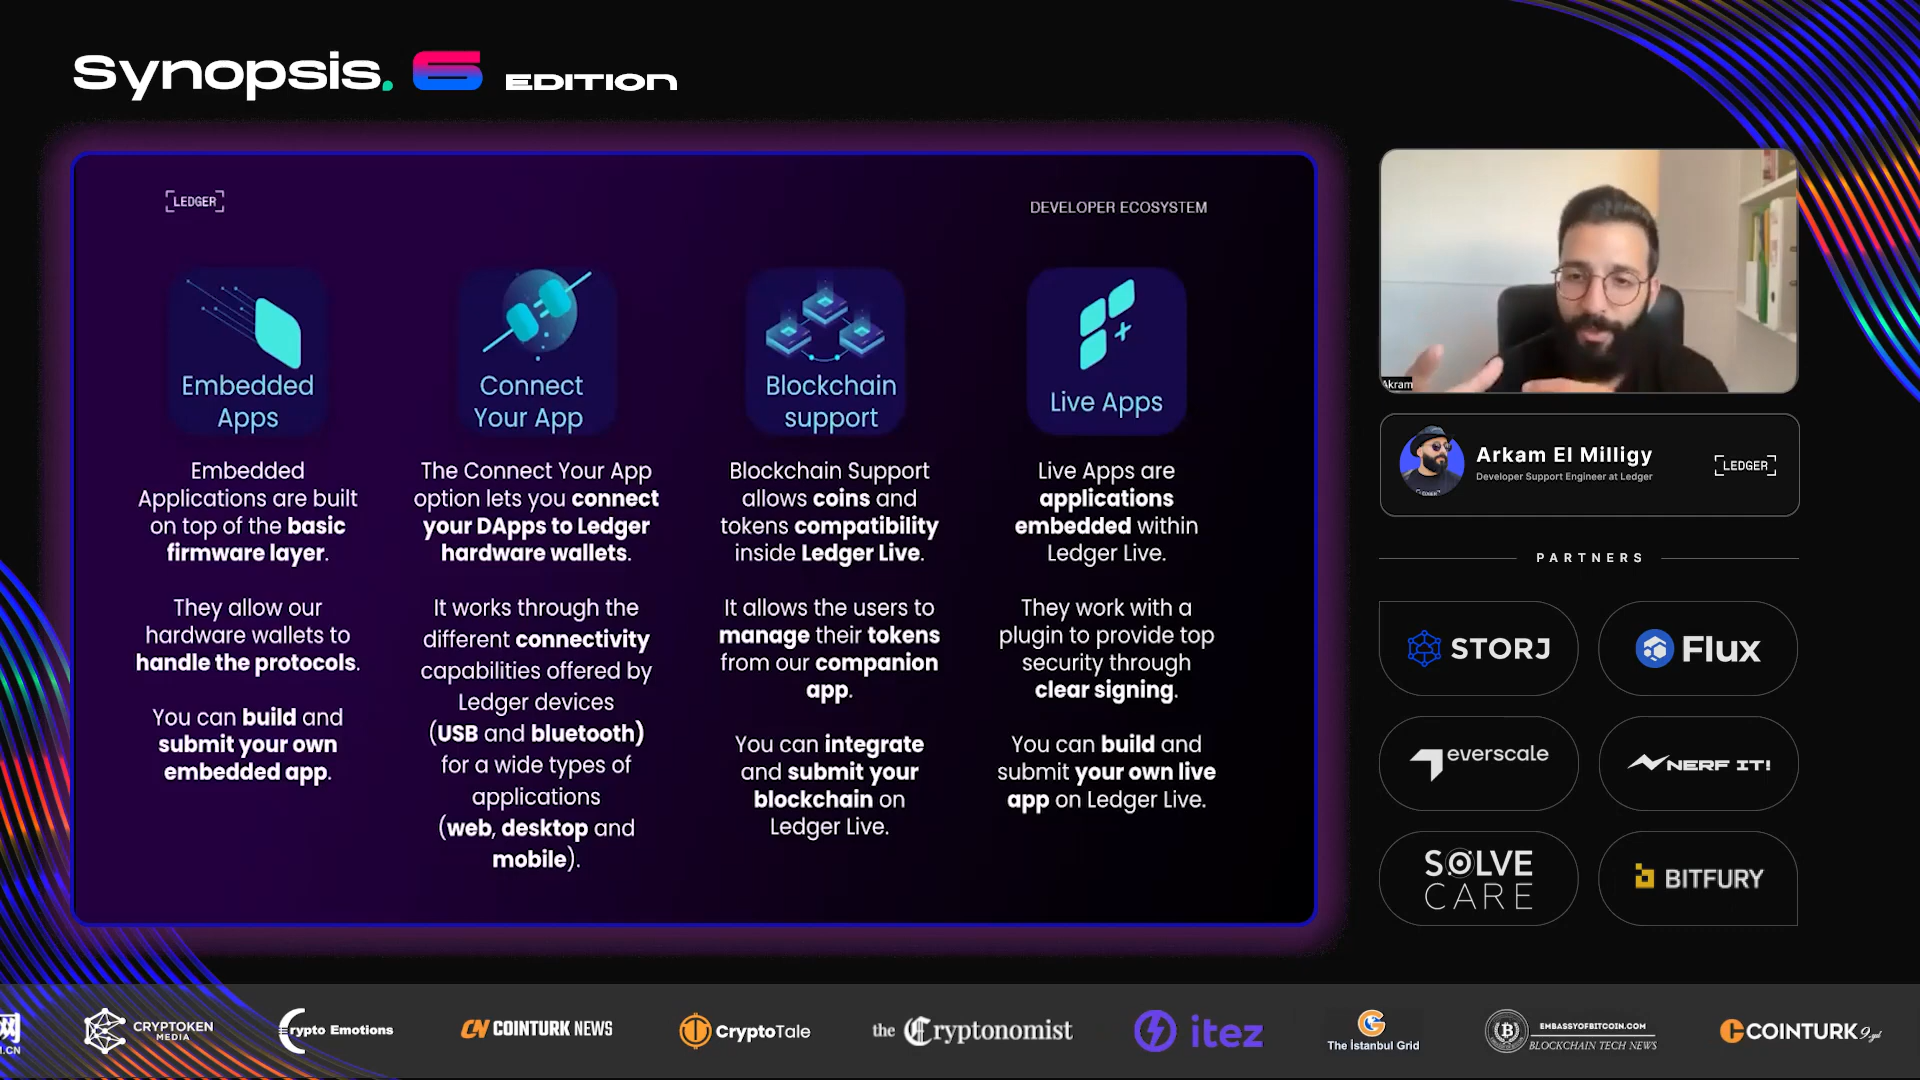 Synopsis. 6 EDITION
LEDGER
DEVELOPER ECOSYSTEM
Embedded
Apps
Embedded
Applications are built
on top of the basic
firmware layer.
They allow our
hardware wallets to
handle the protocols.
You can build and
submit your own
embedded app.
Connect
Your App
The Connect Your App
option lets you connect
your DApps to Ledger
hardware wallets.
It works through the
different connectivity
capabilities offered by
Ledger devices
(USB and bluetooth)
for a wide types of
applications
(web, desktop and
mobile).
Blockchain
support
Blockchain Support
allows coins and
tokens compatibility
inside Ledger Live.
It allows the users to
manage their tokens
from our companion
app.
You can integrate
and submit your
blockchain on
Ledger Live.
Live Apps
Live Apps are
applications
embedded within
Ledger Live.
They work with a
plugin to provide top
security through
clear signing.
You can build and
submit your own live
app on Ledger Live.
Akram
Arkam El Milligy
Developer Support Engineer at Ledger
LEDGER
PARTNERS
STORJ
Flux
everscale
NERF IT!
SOLVE
CARE
BITFURY
网
.CN
CRYPTOKEN
MEDIA
Crypto Emotions
CN COINTURK NEWS
CryptoTale
the Cryptonomist
itez
The İstanbul Grid
EMBASSYOFBITCOIN.COM
BLOCKCHAIN TECH NEWS
COINTURK